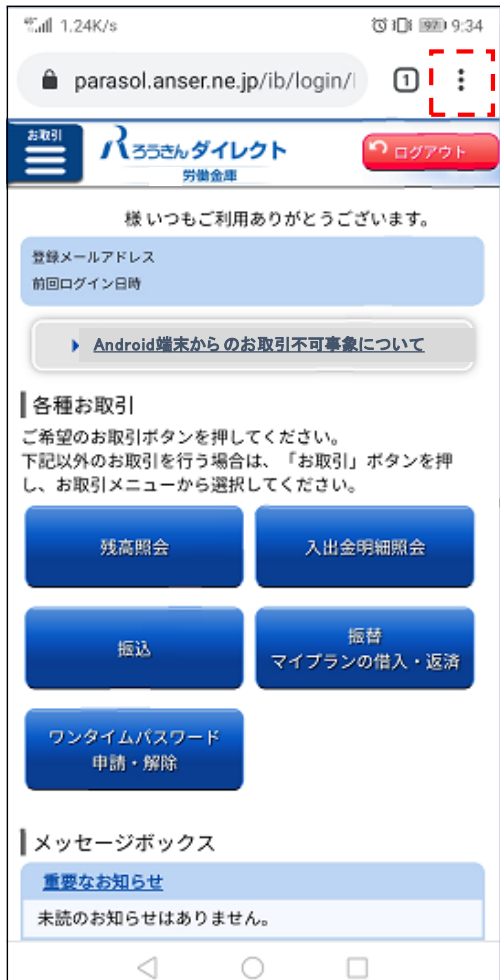 1.24K/s 97 9:34
parasol.anser.ne.jp/ib/login/ 1
お取引
ろうきんダイレクト
労働金庫
ログアウト
様 いつもご利用ありがとうございます。
登録メールアドレス
前回ログイン日時
Android端末からのお取引不可事象について
各種お取引
ご希望のお取引ボタンを押してください。
下記以外のお取引を行う場合は、「お取引」ボタンを押
し、お取引メニューから選択してください。
残高照会 入出金明細照会
振込
振替
マイプランの借入・返済
ワンタイムパスワード
申請・解除
メッセージボックス
重要なお知らせ
未読のお知らせはありません。